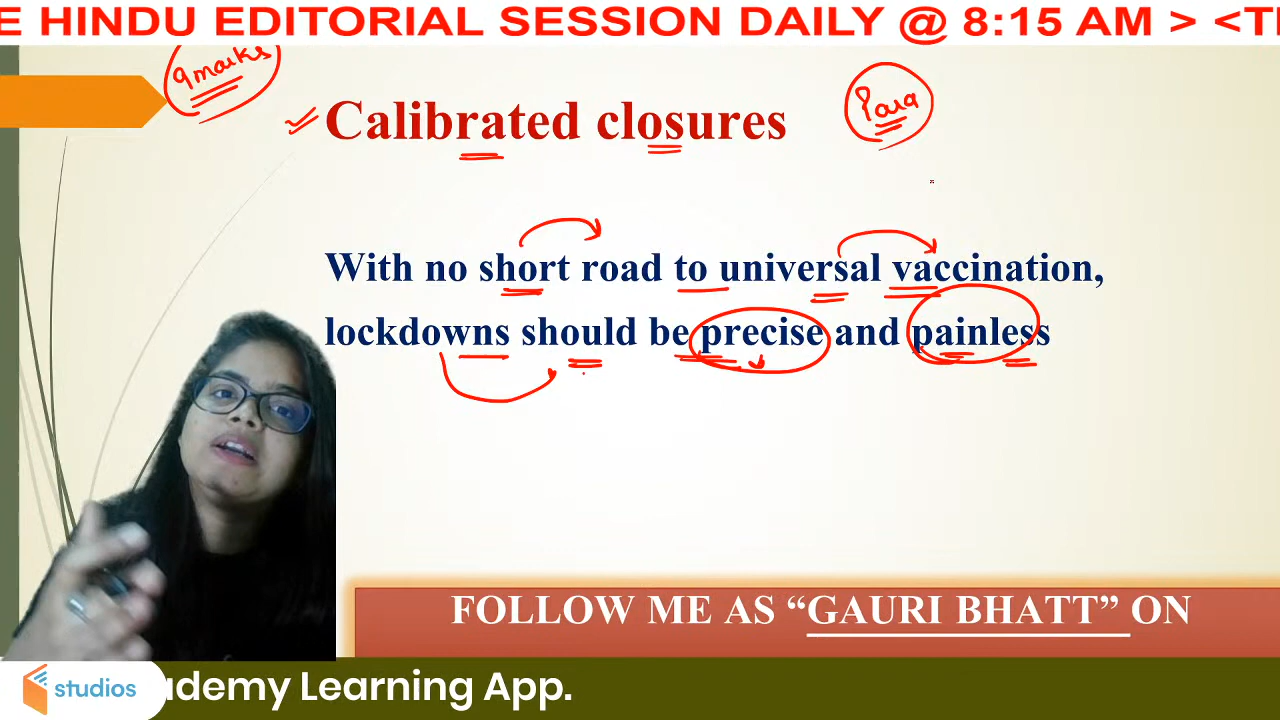 E HINDU EDITORIAL SESSION DAILY @ 8:15 AM > <TI
9 marks
Para
Calibrated closures
With no short road to universal vaccination,
lockdowns should be precise and painless
FOLLOW ME AS “GAURI BHATT” ON
studios
ademy Learning App.